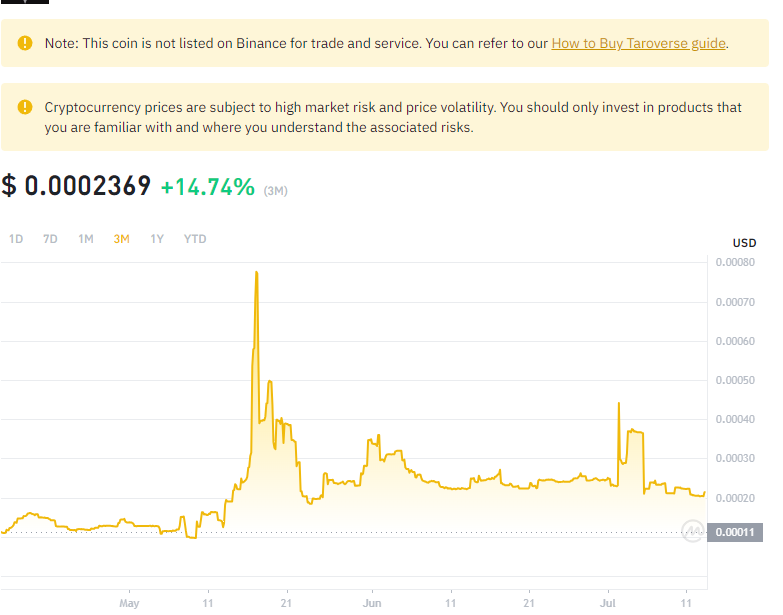 Note: This coin is not listed on Binance for trade and service. You can refer to our How to Buy Taroverse guide.
Cryptocurrency prices are subject to high market risk and price volatility. You should only invest in products that
you are familiar with and where you understand the associated risks.
$ 0.0002369 +14.74% (3M)
1D 7D 1M 3M 1Y YTD
USD
0.00080
0.00070
0.00060
0.00050
0.00040
0.00030
0.00020
0.00011
May 11 21 Jun 11 21 Jul 11